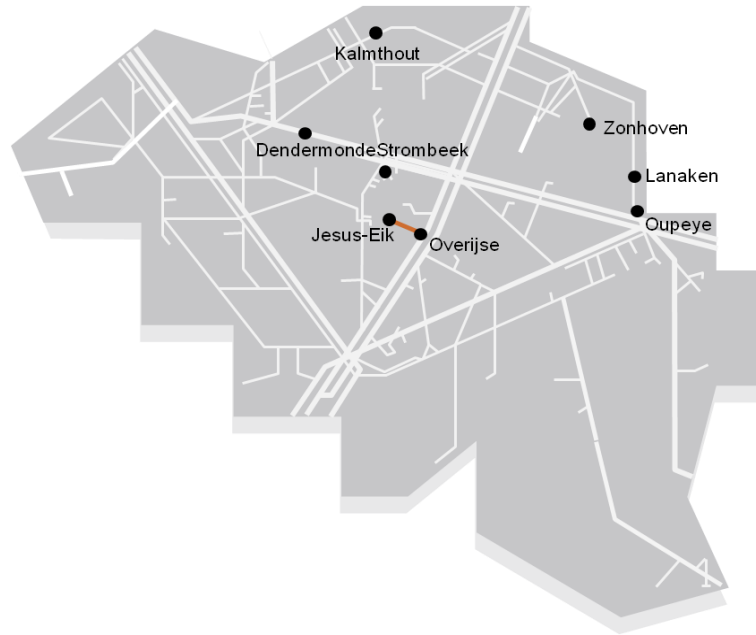 Kalmthout
Zonhoven
DendermondeStrombeek
Lanaken
Oupeye
Jesus-Eik
Overijse